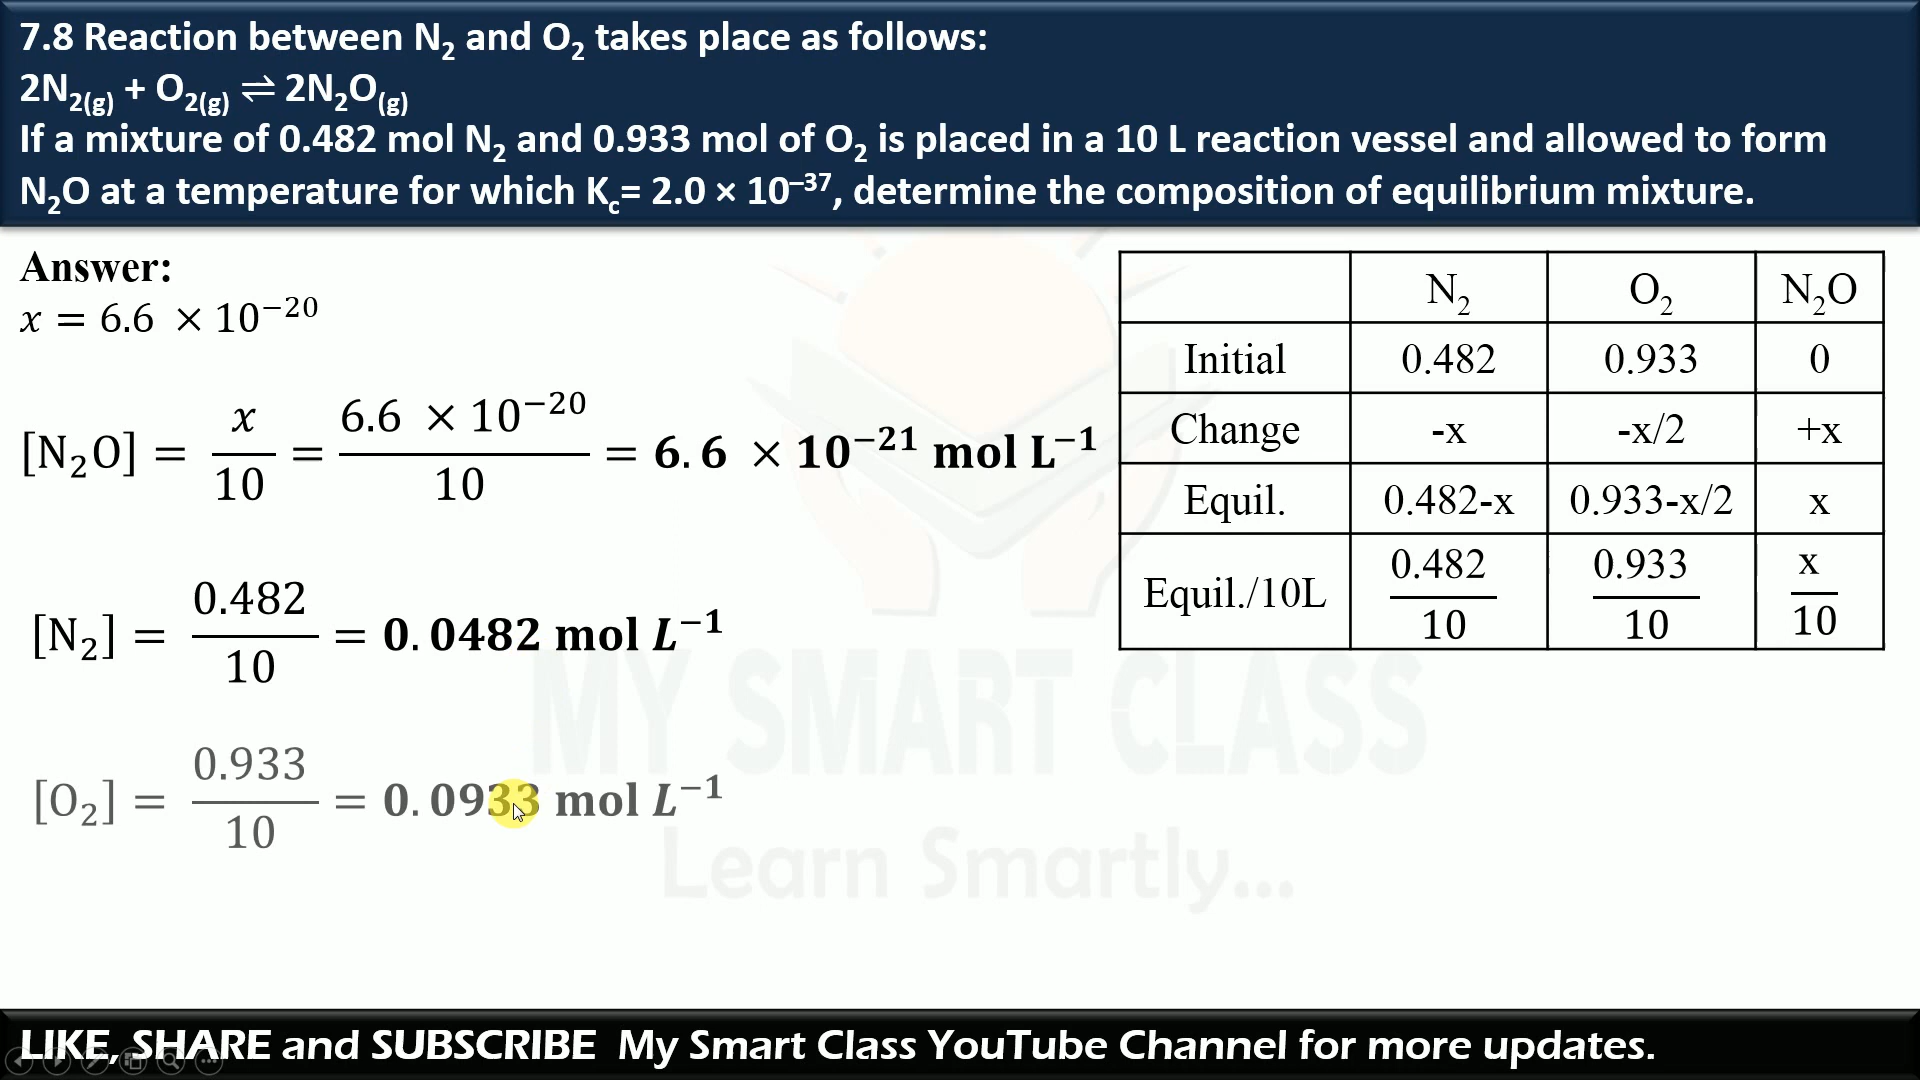 7.8 Reaction between N₂ and O₂ takes place as follows:
2N₂(g) + O₂(g) ⇌ 2N₂O(g)
If a mixture of 0.482 mol N₂ and 0.933 mol of O₂ is placed in a 10 L reaction vessel and allowed to form
N₂O at a temperature for which Kc= 2.0 × 10⁻³⁷, determine the composition of equilibrium mixture.
Answer:
x = 6.6 × 10⁻²⁰
[N₂O] = x/10 = 6.6 × 10⁻²⁰/10 = 6.6 × 10⁻²¹ mol L⁻¹
[N₂] = 0.482/10 = 0.0482 mol L⁻¹
[O₂] = 0.933/10 = 0.0933 mol L⁻¹
N₂ O₂ N₂O
Initial 0.482 0.933 0
Change -x -x/2 +x
Equil. 0.482-x 0.933-x/2 x
Equil./10L 0.482/10 0.933/10 x/10
MY SMART CLASS
Learn Smartly...
LIKE, SHARE and SUBSCRIBE My Smart Class YouTube Channel for more updates.